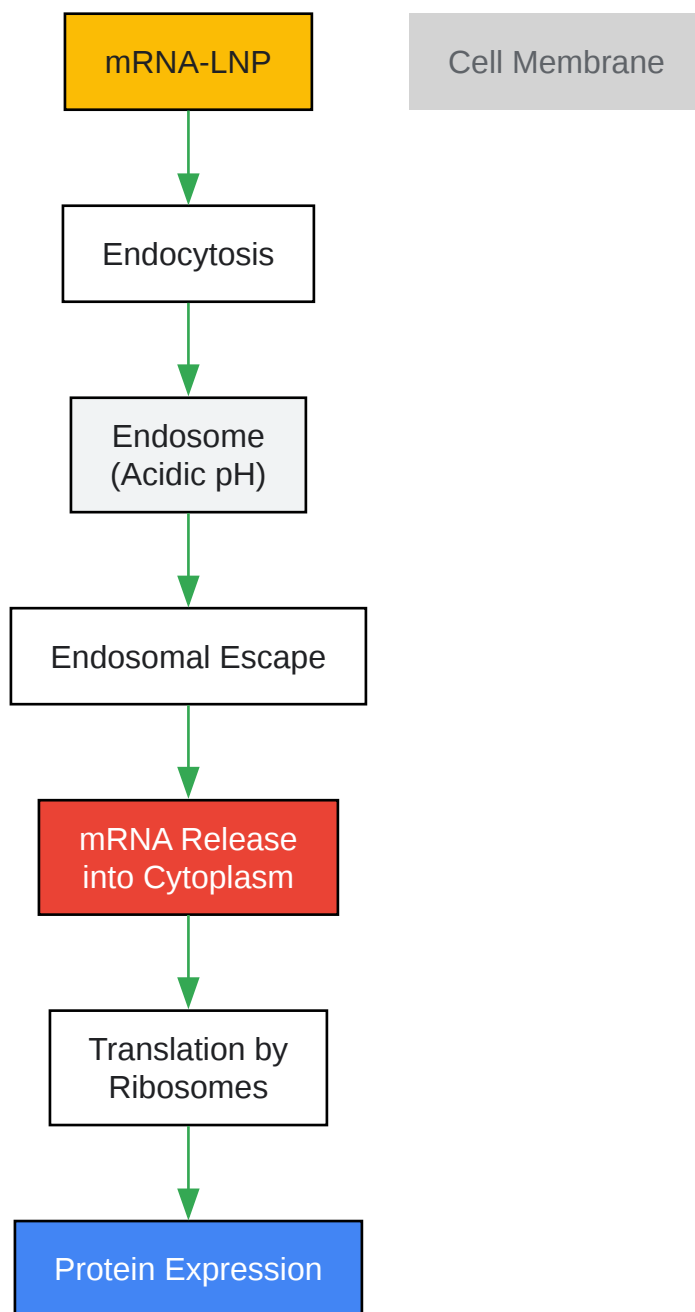 mRNA-LNP
Cell Membrane
Endocytosis
Endosome
(Acidic pH)
Endosomal Escape
mRNA Release
into Cytoplasm
Translation by
Ribosomes
Protein Expression